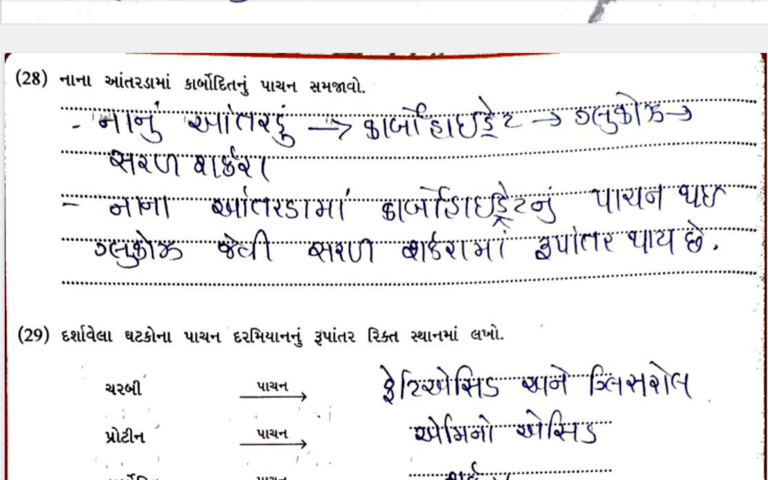 (28) નાના આંતરડામાં કાર્બોદિતનું પાચન સમજાવો.
- નાનું આંતરડું → કાર્બોહાઇડ્રેટ → ગ્લુકોઝ →
સરળ શર્કરા
- નાના આંતરડામાં કાર્બોહાઇડ્રેટનું પાચન થઇ
ગ્લુકોઝ જેવી સરળ શર્કરામાં રૂપાંતર થાય છે.
(29) દર્શાવેલા ઘટકોના પાચન દરમિયાનનું રૂપાંતર રિક્ત સ્થાનમાં લખો.
ચરબી પાચન → ફેટિએસિડ અને ગ્લિસરોલ
પ્રોટીન પાચન → એમિનો એસિડ